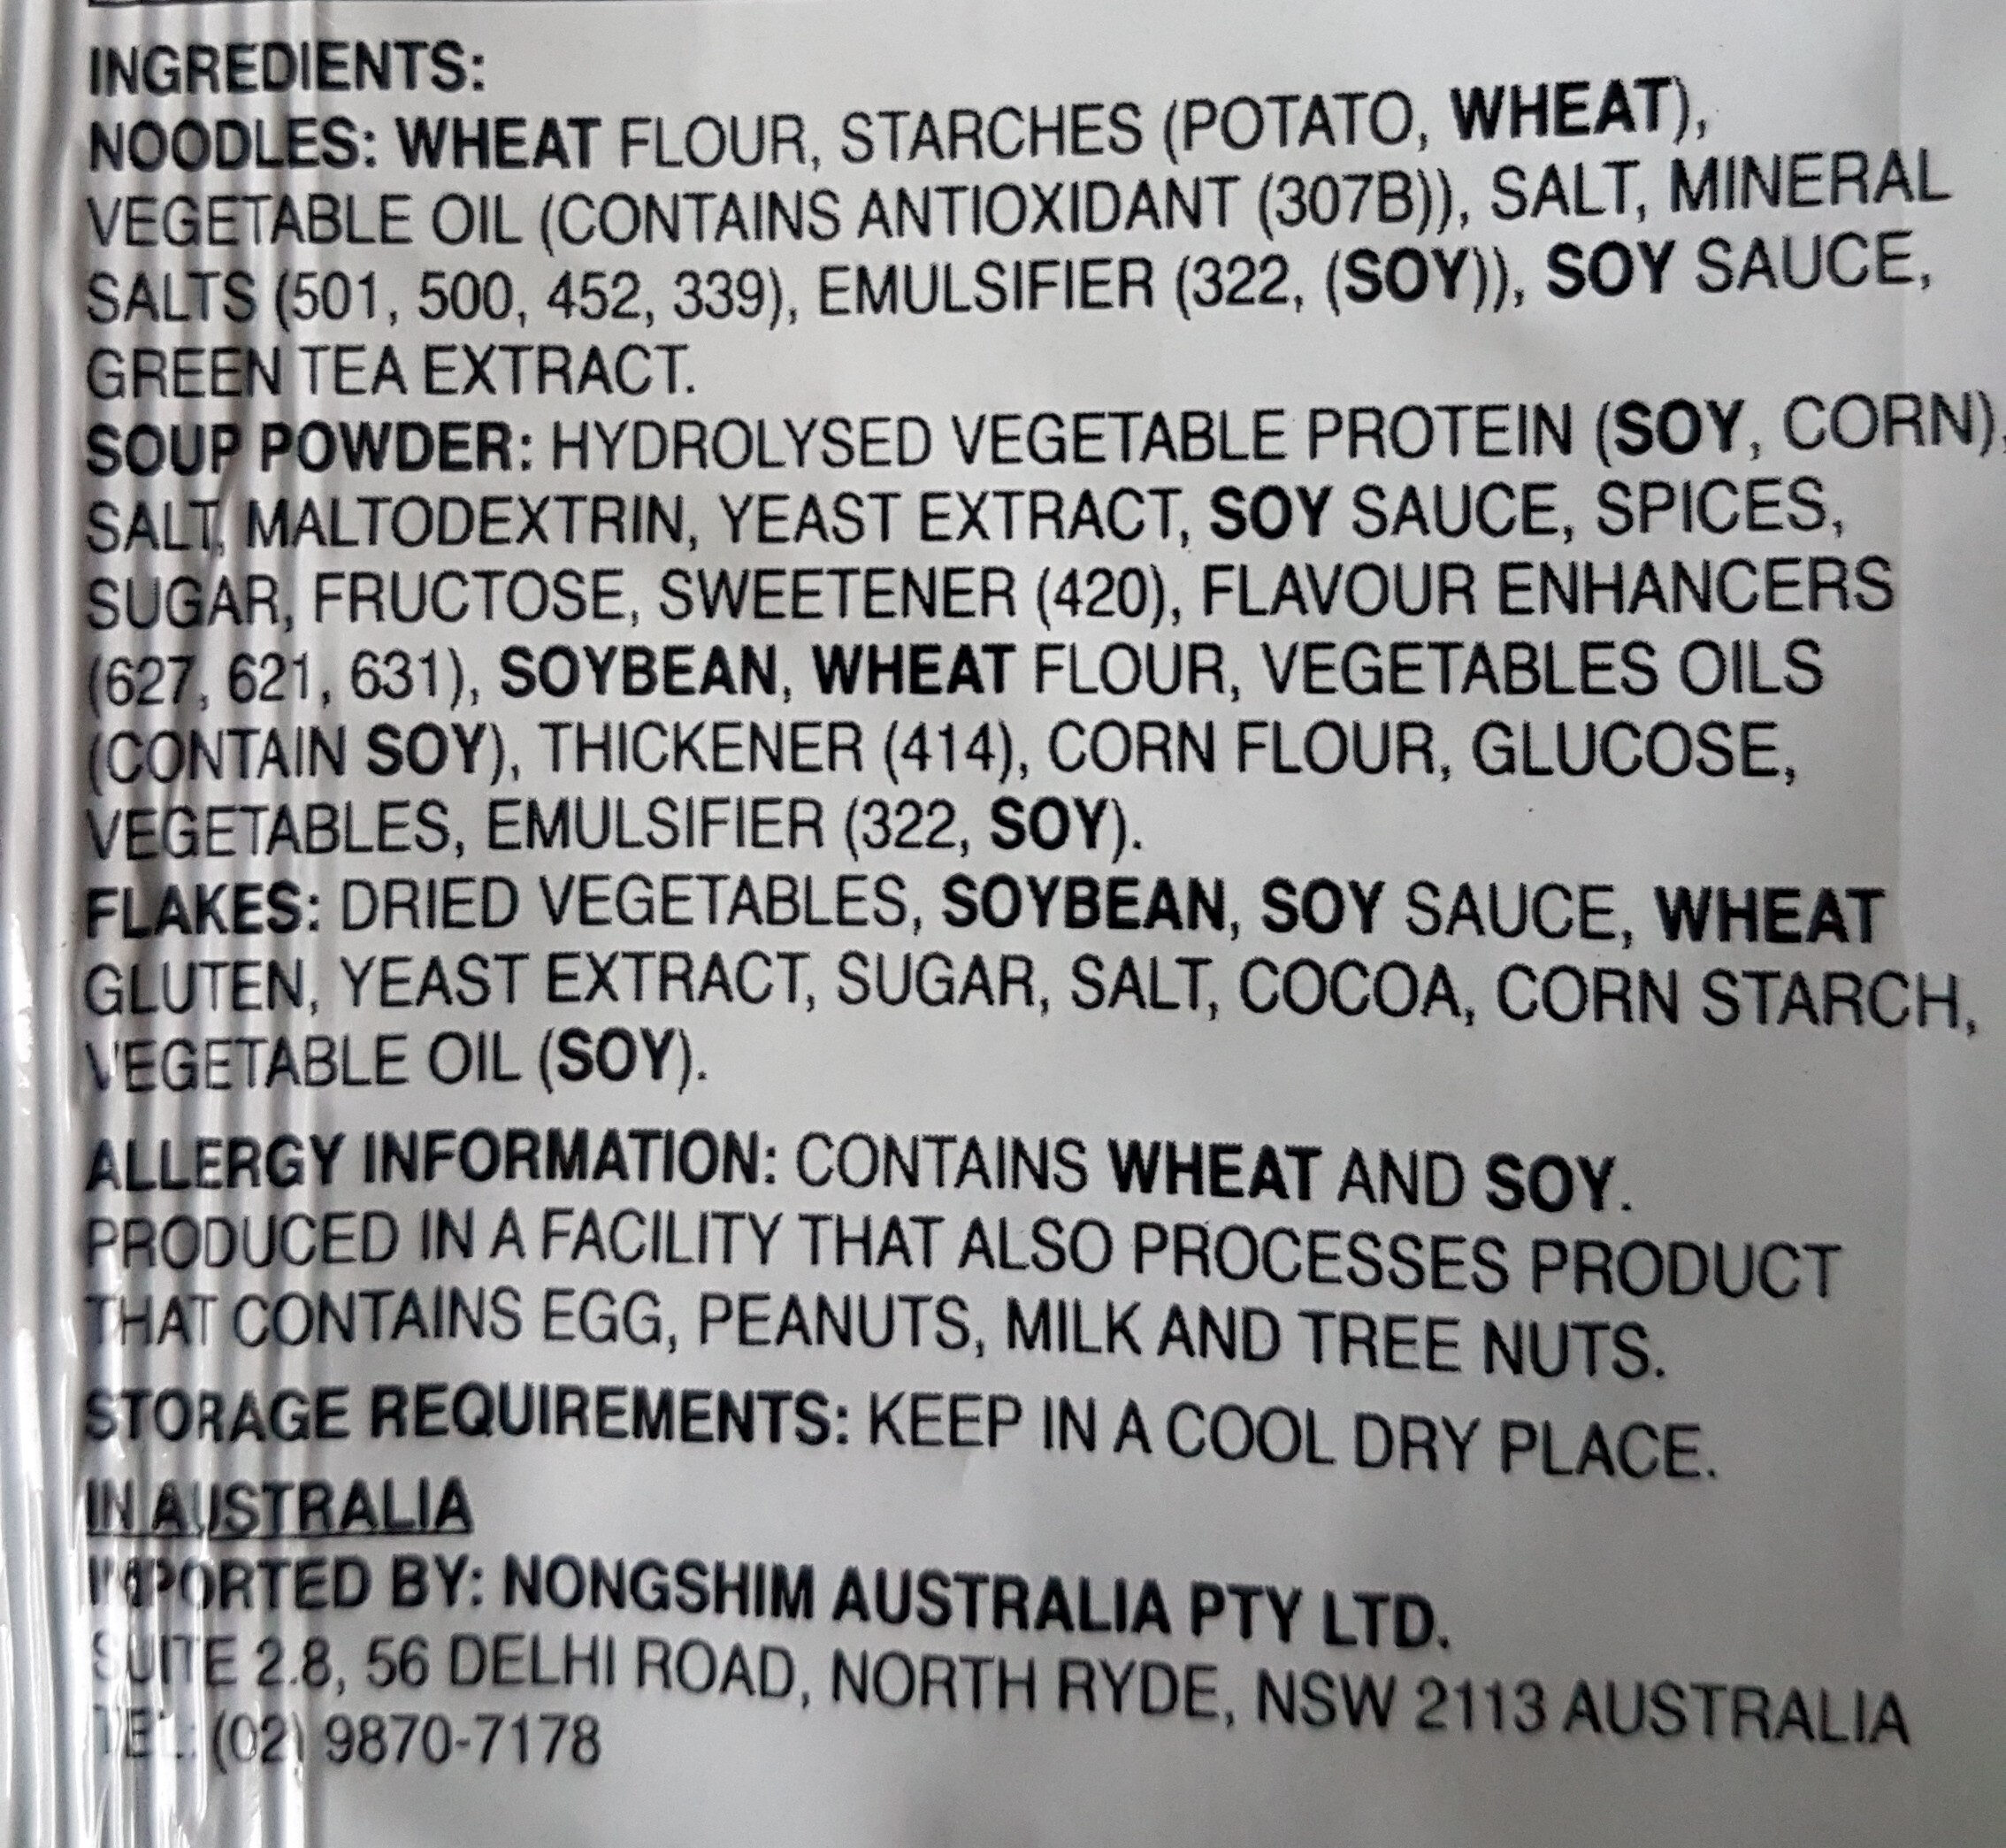 INGREDIENTS:
NOODLES: WHEAT FLOUR, STARCHES (POTATO, WHEAT),
VEGETABLE OIL (CONTAINS ANTIOXIDANT (307B)), SALT, MINERAL
SALTS (501, 500, 452, 339), EMULSIFIER (322, (SOY)), SOY SAUCE,
GREEN TEA EXTRACT.
SOUP POWDER: HYDROLYSED VEGETABLE PROTEIN (SOY, CORN),
SALT, MALTODEXTRIN, YEAST EXTRACT, SOY SAUCE, SPICES,
SUGAR, FRUCTOSE, SWEETENER (420), FLAVOUR ENHANCERS
(627, 621, 631), SOYBEAN, WHEAT FLOUR, VEGETABLES OILS
(CONTAIN SOY), THICKENER (414), CORN FLOUR, GLUCOSE,
VEGETABLES, EMULSIFIER (322, SOY).
FLAKES: DRIED VEGETABLES, SOYBEAN, SOY SAUCE, WHEAT
GLUTEN, YEAST EXTRACT, SUGAR, SALT, COCOA, CORN STARCH,
VEGETABLE OIL (SOY).
ALLERGY INFORMATION: CONTAINS WHEAT AND SOY.
PRODUCED IN A FACILITY THAT ALSO PROCESSES PRODUCT
THAT CONTAINS EGG, PEANUTS, MILK AND TREE NUTS.
STORAGE REQUIREMENTS: KEEP IN A COOL DRY PLACE.
IN AUSTRALIA
IMPORTED BY: NONGSHIM AUSTRALIA PTY LTD.
SUITE 2.8, 56 DELHI ROAD, NORTH RYDE, NSW 2113 AUSTRALIA
TEL: (02) 9870-7178